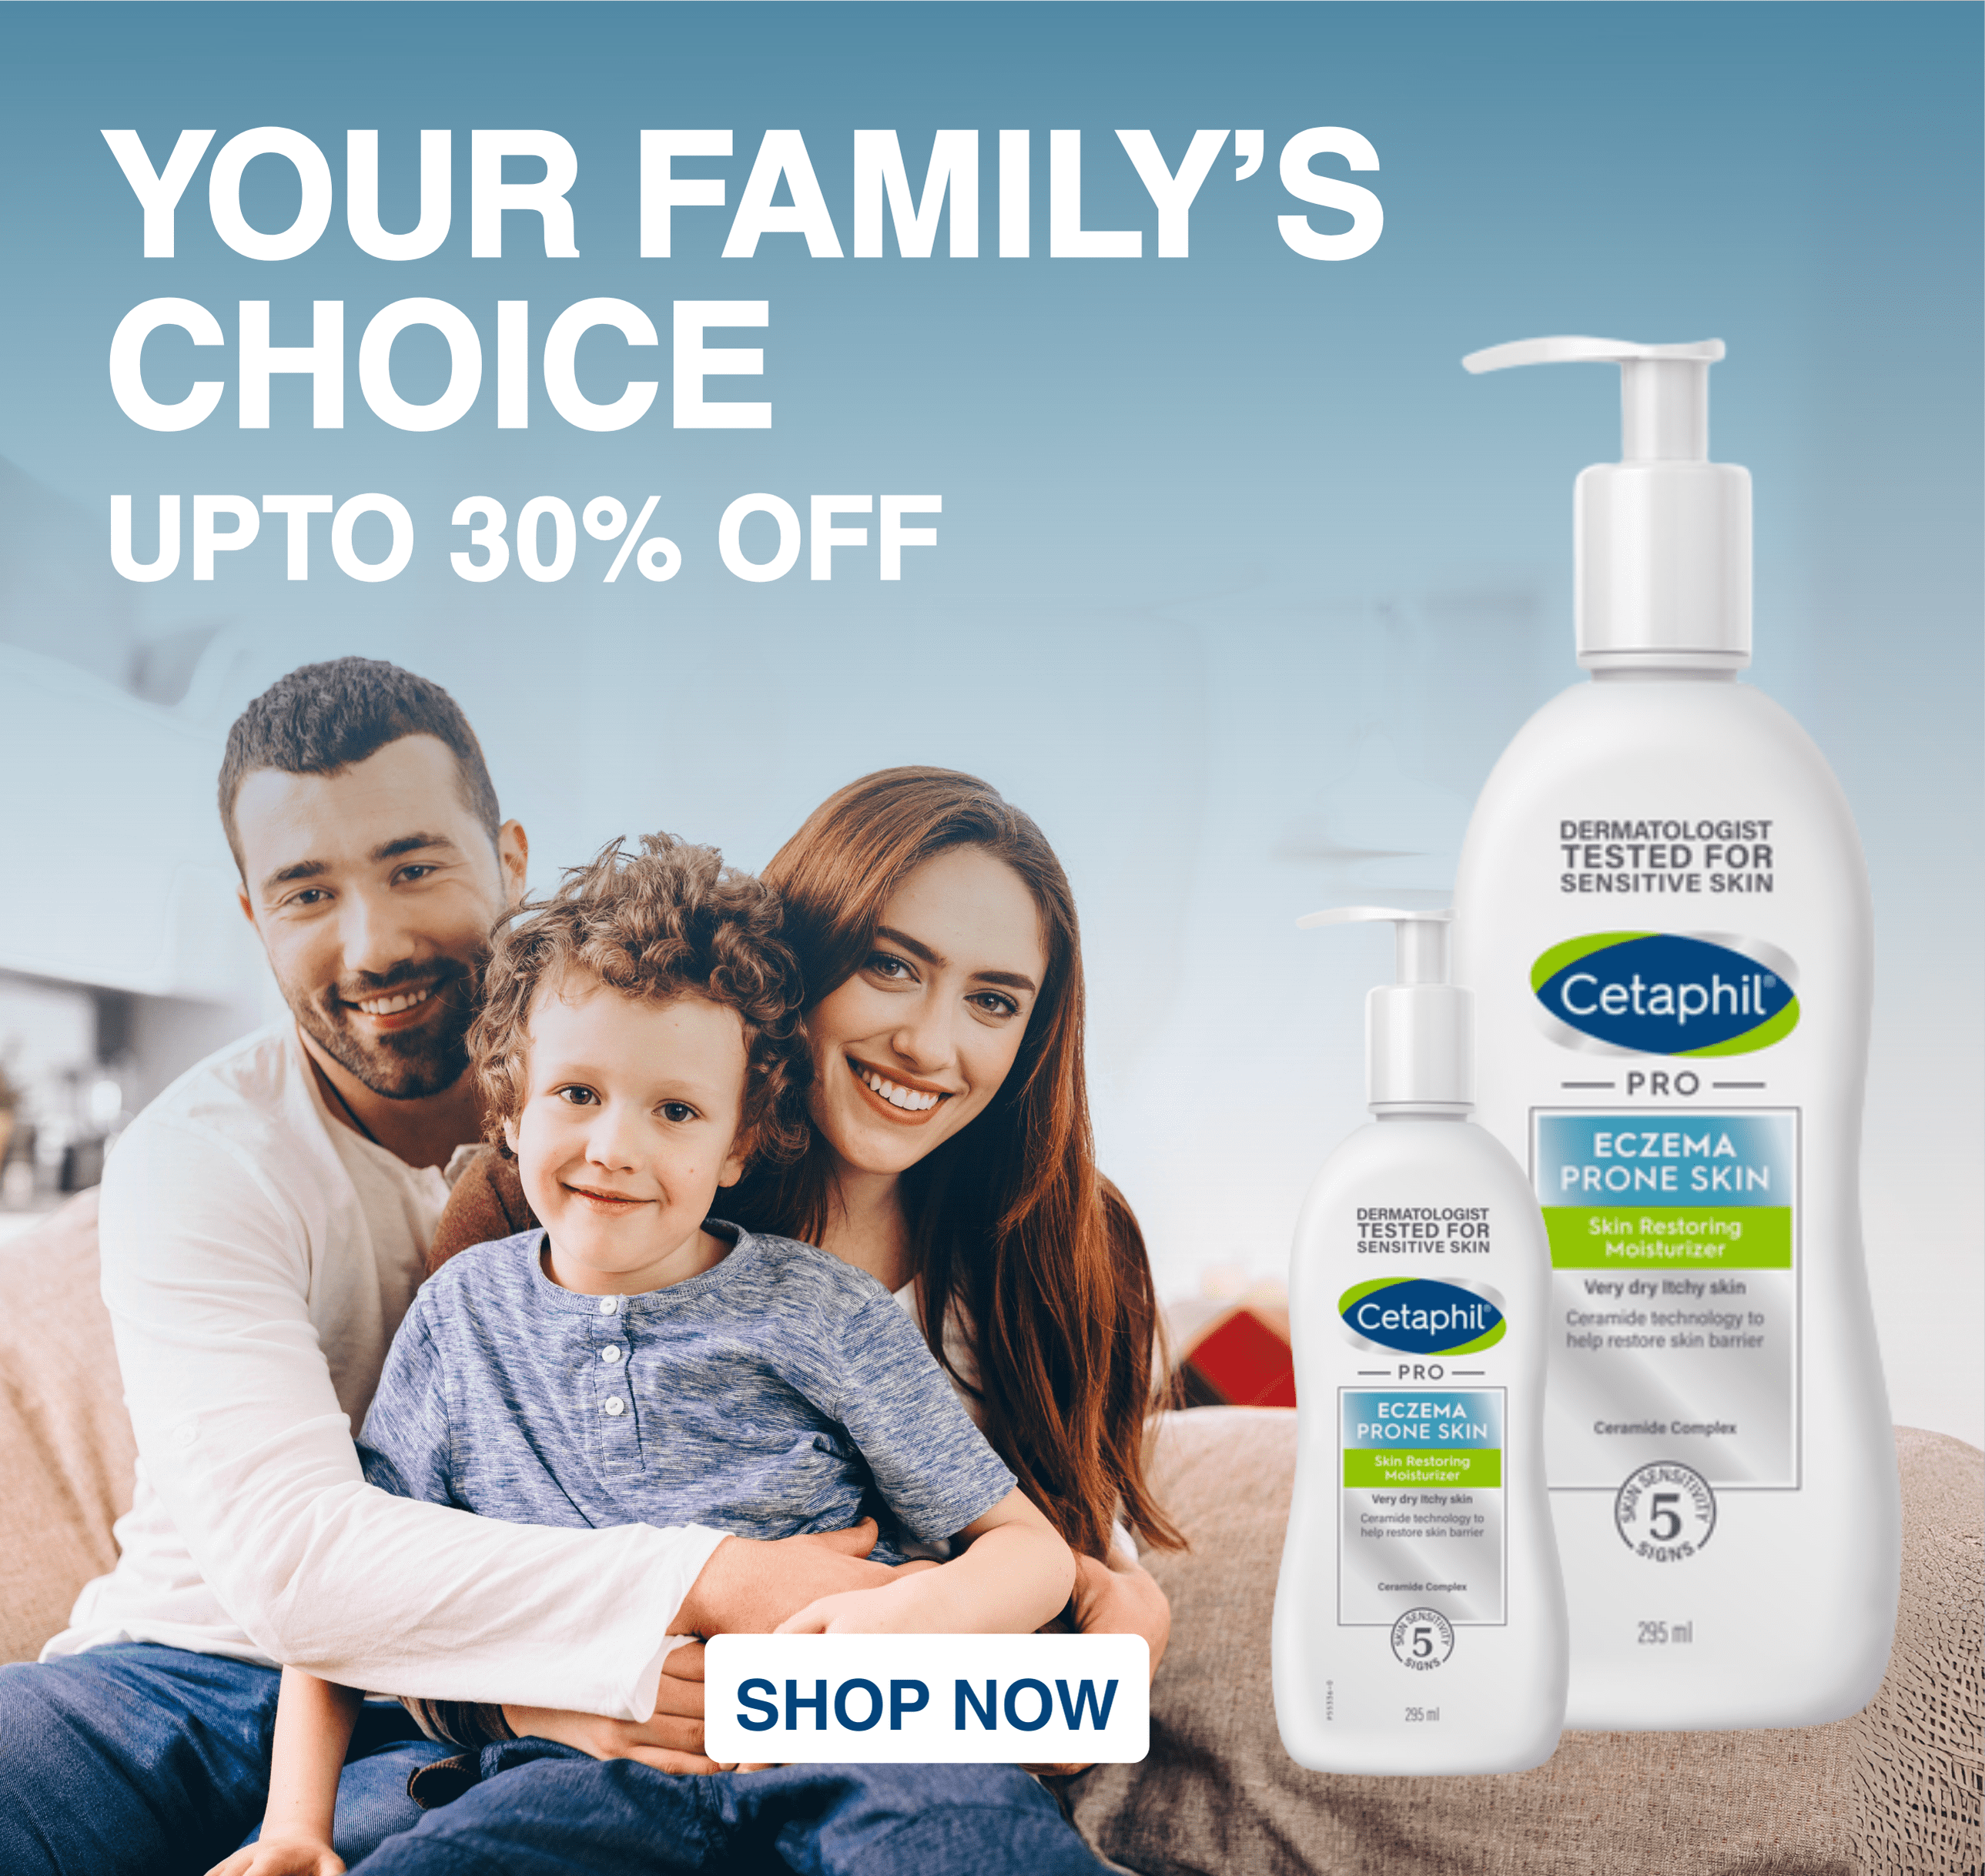 YOUR FAMILY'S
CHOICE
UPTO 30% OFF
DERMATOLOGIST
TESTED FOR
SENSITIVE SKIN
Cetaphil®
PRO
ECZEMA
PRONE SKIN
Skin Restoring
Moisturizer
Very dry Itchy skin
Ceramide technology to
help restore skin barrier
Ceramide Complex
SKIN SENSITIVITY
5
SIGNS
295 ml
DERMATOLOGIST
TESTED FOR
SENSITIVE SKIN
Cetaphil®
PRO
ECZEMA
PRONE SKIN
Skin Restoring
Moisturizer
Very dry Itchy skin
Ceramide technology to
help restore skin barrier
Ceramide Complex
SKIN SENSITIVITY
5
SIGNS
295 ml
SHOP NOW